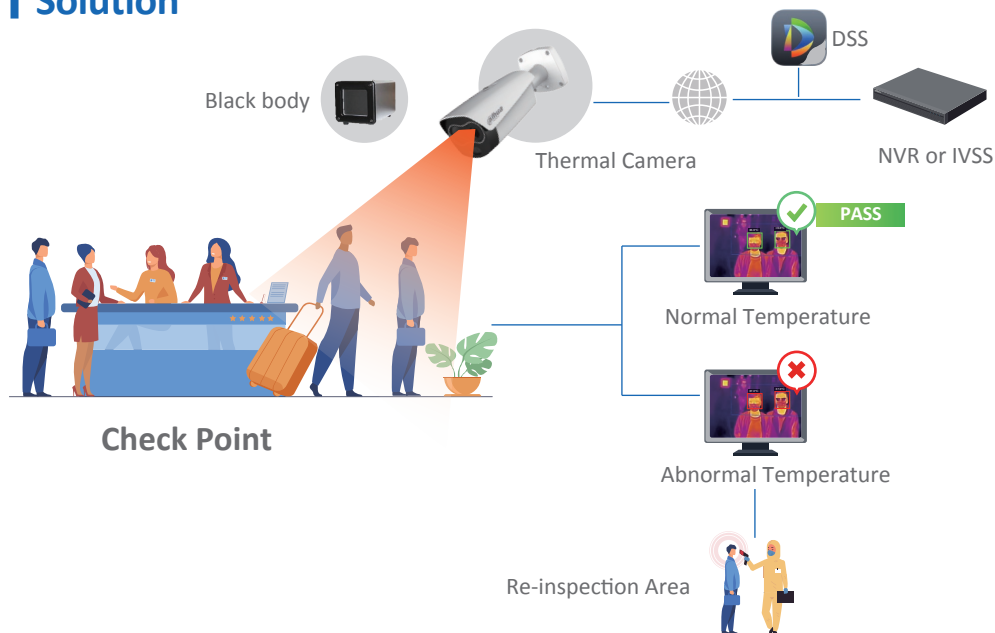 Solution
DSS
Black body
Thermal Camera
NVR or IVSS
PASS
Normal Temperature
Check Point
Abnormal Temperature
Re-inspection Area